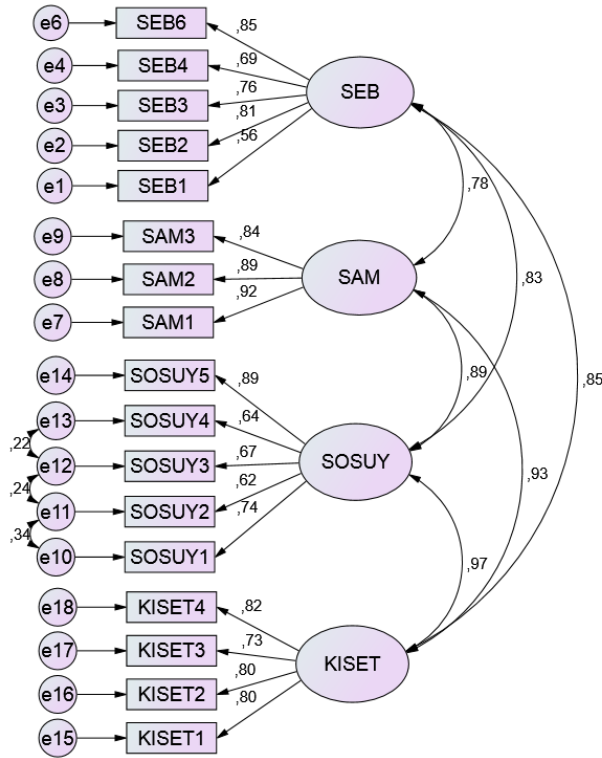 e6 SEB6 ,85
e4 SEB4 ,69
e3 SEB3 ,76
e2 SEB2 ,81
e1 SEB1 ,56
SEB
,78
e9 SAM3 ,84
e8 SAM2 ,89
e7 SAM1 ,92
SAM
,83
,89
,85
e14 SOSUY5 ,89
e13 SOSUY4 ,64
,22
e12 SOSUY3 ,67
,24
e11 SOSUY2 ,62
,34
e10 SOSUY1 ,74
SOSUY
,93
,97
e18 KISET4 ,82
e17 KISET3 ,73
e16 KISET2 ,80
e15 KISET1 ,80
KISET